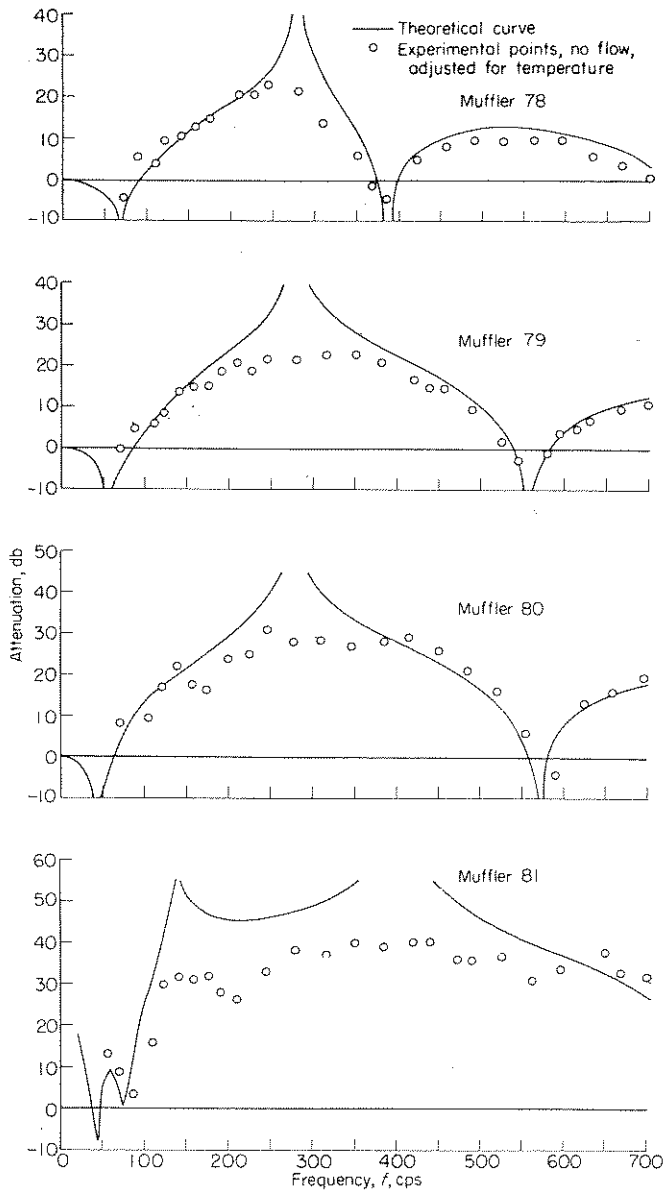 40
Theoretical curve
Experimental points, no flow,
adjusted for temperature
30
20
Muffler 78
10
0
-10
40
30
Muffler 79
20
10
0
-10
50
40
Muffler 80
30
20
10
0
-10
Attenuation, db
60
50
Muffler 81
40
30
20
10
0
-10
0 100 200 300 400 500 600 700
Frequency, f, cps